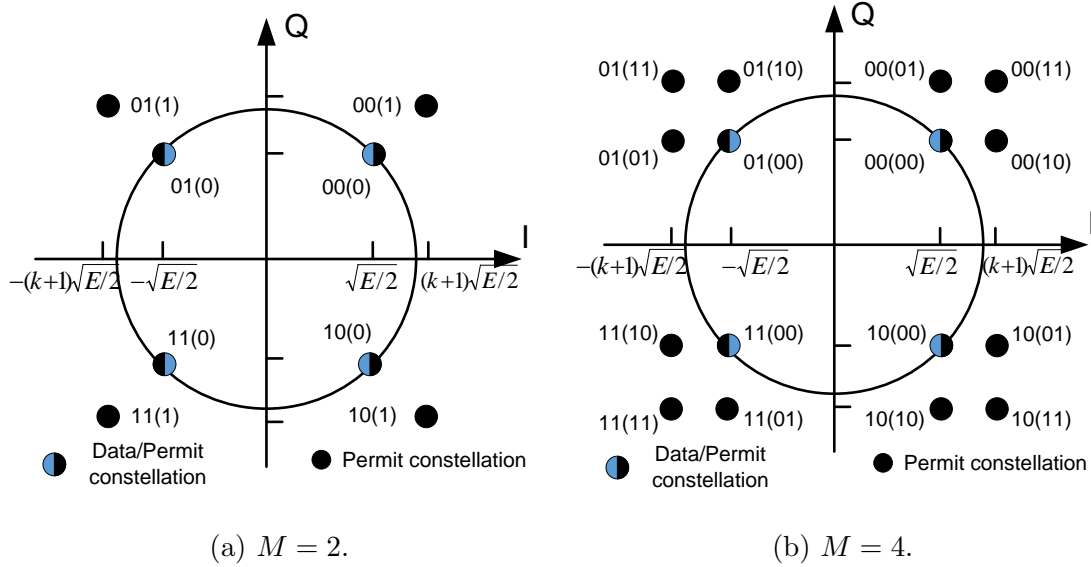 Q
01(1)
00(1)
01(0)
00(0)
I
−(k+1)√E/2
−√E/2
√E/2
(k+1)√E/2
11(0)
10(0)
11(1)
10(1)
Data/Permit
constellation
Permit constellation
(a) M = 2.
Q
01(11)
01(10)
00(01)
00(11)
01(01)
01(00)
00(00)
00(10)
I
−(k+1)√E/2
−√E/2
√E/2
(k+1)√E/2
11(10)
11(00)
10(00)
10(01)
11(11)
11(01)
10(10)
10(11)
Data/Permit
constellation
Permit constellation
(b) M = 4.